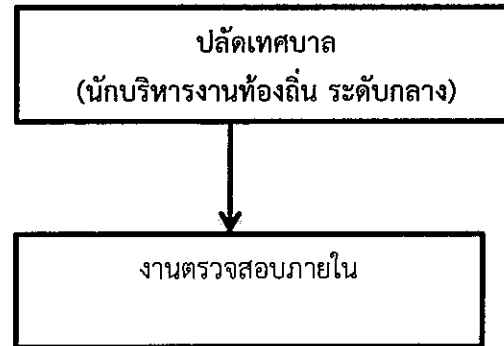 ปลัดเทศบาล
(นักบริหารงานท้องถิ่น ระดับกลาง)
งานตรวจสอบภายใน